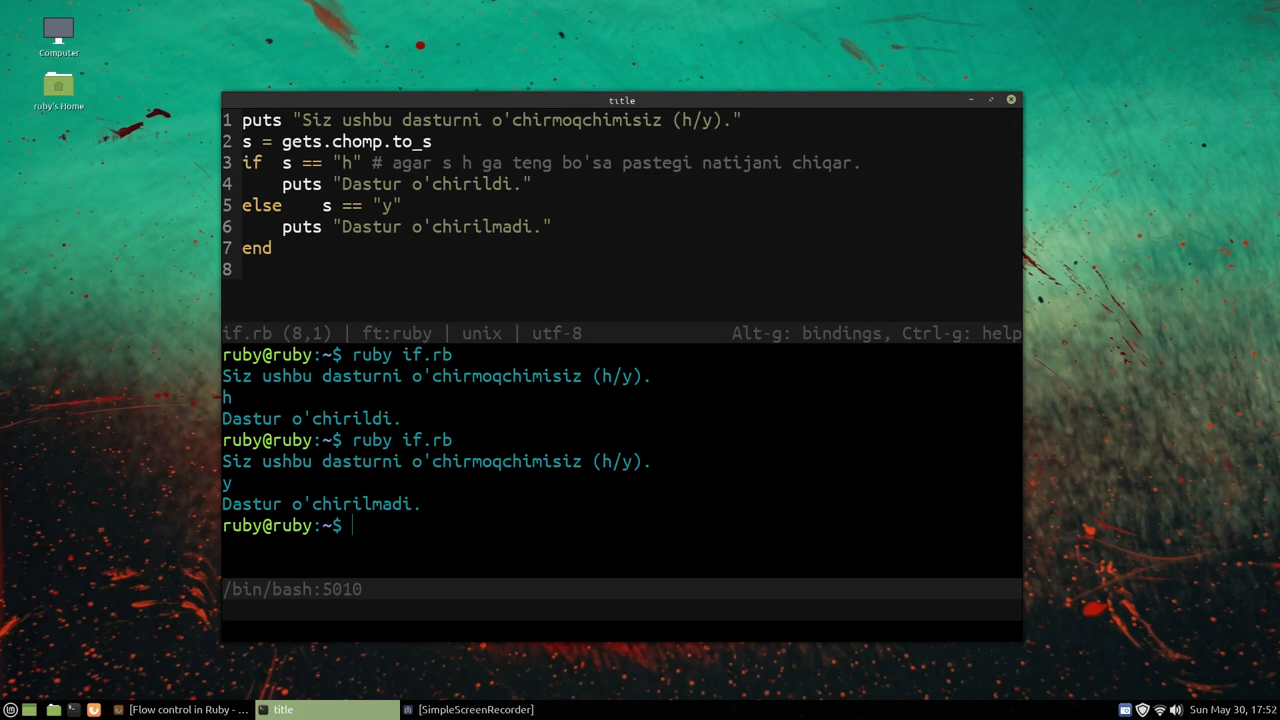 Computer
ruby's Home
title
1 puts "Siz ushbu dasturni o'chirmoqchimisiz (h/y)."
2 s = gets.chomp.to_s
3 if  s == "h" # agar s h ga teng bo'sa pastegi natijani chiqar.
4     puts "Dastur o'chirildi."
5 else    s == "y"
6     puts "Dastur o'chirilmadi."
7 end
8
if.rb (8,1) | ft:ruby | unix | utf-8 Alt-g: bindings, Ctrl-g: help
ruby@ruby:~$ ruby if.rb
Siz ushbu dasturni o'chirmoqchimisiz (h/y).
h
Dastur o'chirildi.
ruby@ruby:~$ ruby if.rb
Siz ushbu dasturni o'chirmoqchimisiz (h/y).
y
Dastur o'chirilmadi.
ruby@ruby:~$
/bin/bash:5010
[Flow control in Ruby - ... title [SimpleScreenRecorder] Sun May 30, 17:52